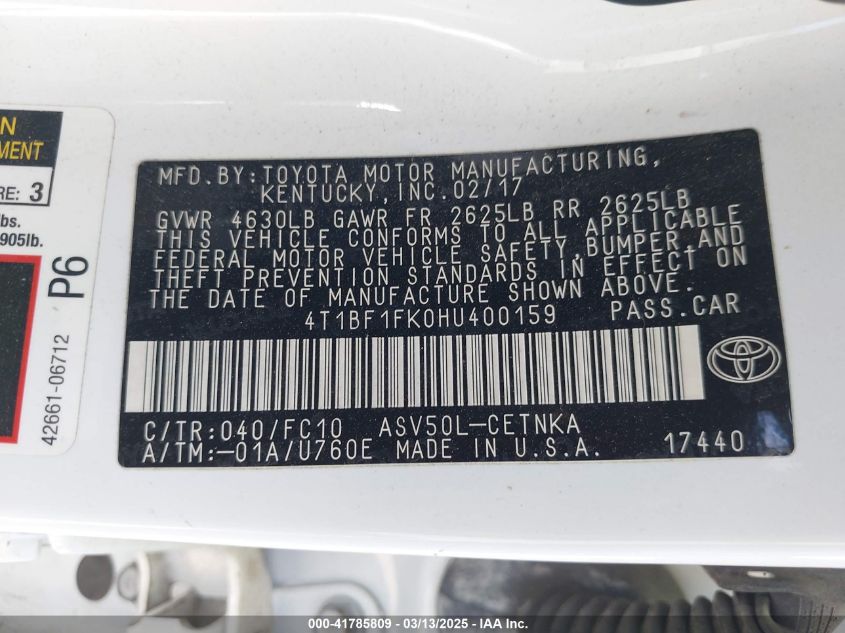 N
MENT
RE: 3
lbs.
905lb.
P6
42661-06712
MFD.BY:TOYOTA MOTOR MANUFACTURING,
KENTUCKY,INC.02/17
GVWR 4630LB GAWR FR 2625LB RR 2625LB
THIS VEHICLE CONFORMS TO ALL APPLICABLE
FEDERAL MOTOR VEHICLE SAFETY,BUMPER,AND
THEFT PREVENTION STANDARDS IN EFFECT ON
THE DATE OF MANUFACTURE SHOWN ABOVE.
4T1BF1FK0HU400159 PASS.CAR
C/TR:040/FC10 ASV50L-CETNKA
A/TM:-01A/U760E MADE IN U.S.A. 17440
000-41785809 - 03/13/2025 - IAA Inc.